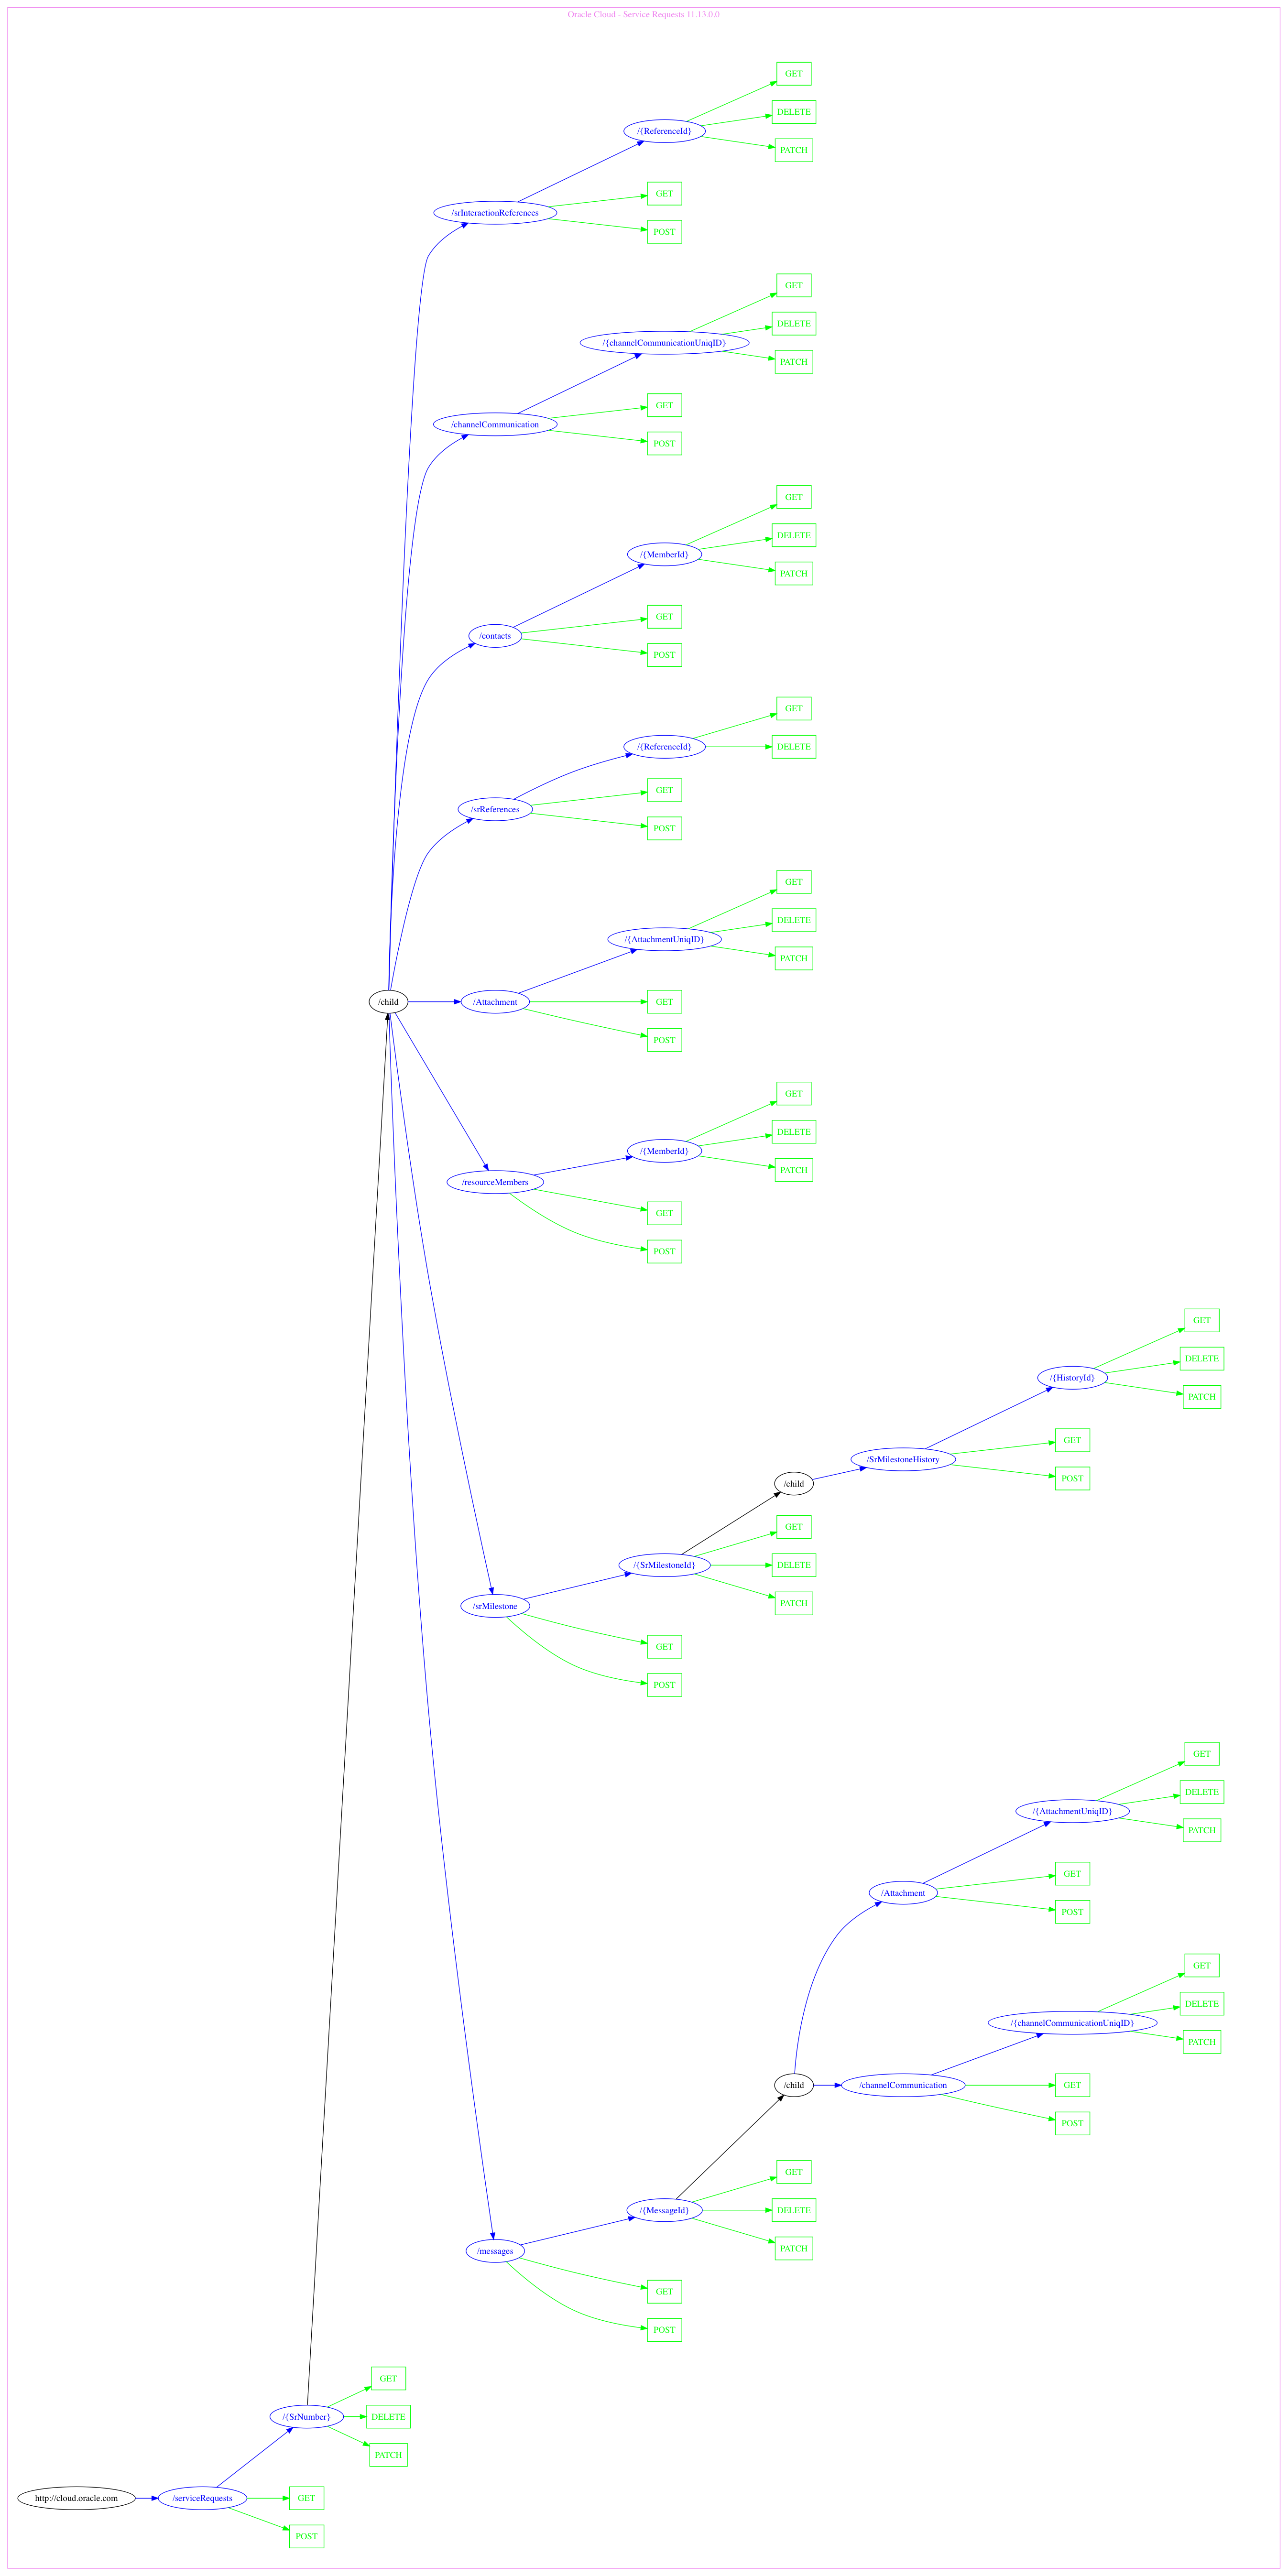 Oracle Cloud - Service Requests 11.13.0.0
GET
DELETE
/{ReferenceId}
PATCH
GET
/srInteractionReferences
POST
GET
DELETE
/{channelCommunicationUniqID}
PATCH
GET
/channelCommunication
POST
GET
DELETE
/{MemberId}
PATCH
GET
/contacts
POST
GET
/{ReferenceId}
DELETE
GET
/srReferences
POST
GET
DELETE
/{AttachmentUniqID}
PATCH
/child
/Attachment
GET
POST
GET
DELETE
/{MemberId}
PATCH
/resourceMembers
GET
POST
GET
DELETE
/{HistoryId}
PATCH
GET
/SrMilestoneHistory
POST
/child
GET
/{SrMilestoneId}
DELETE
PATCH
/srMilestone
GET
POST
GET
DELETE
/{AttachmentUniqID}
PATCH
GET
/Attachment
POST
GET
DELETE
/{channelCommunicationUniqID}
PATCH
/child
/channelCommunication
GET
POST
GET
/{MessageId}
DELETE
PATCH
/messages
GET
POST
GET
/{SrNumber}
DELETE
PATCH
http://cloud.oracle.com
/serviceRequests
GET
POST